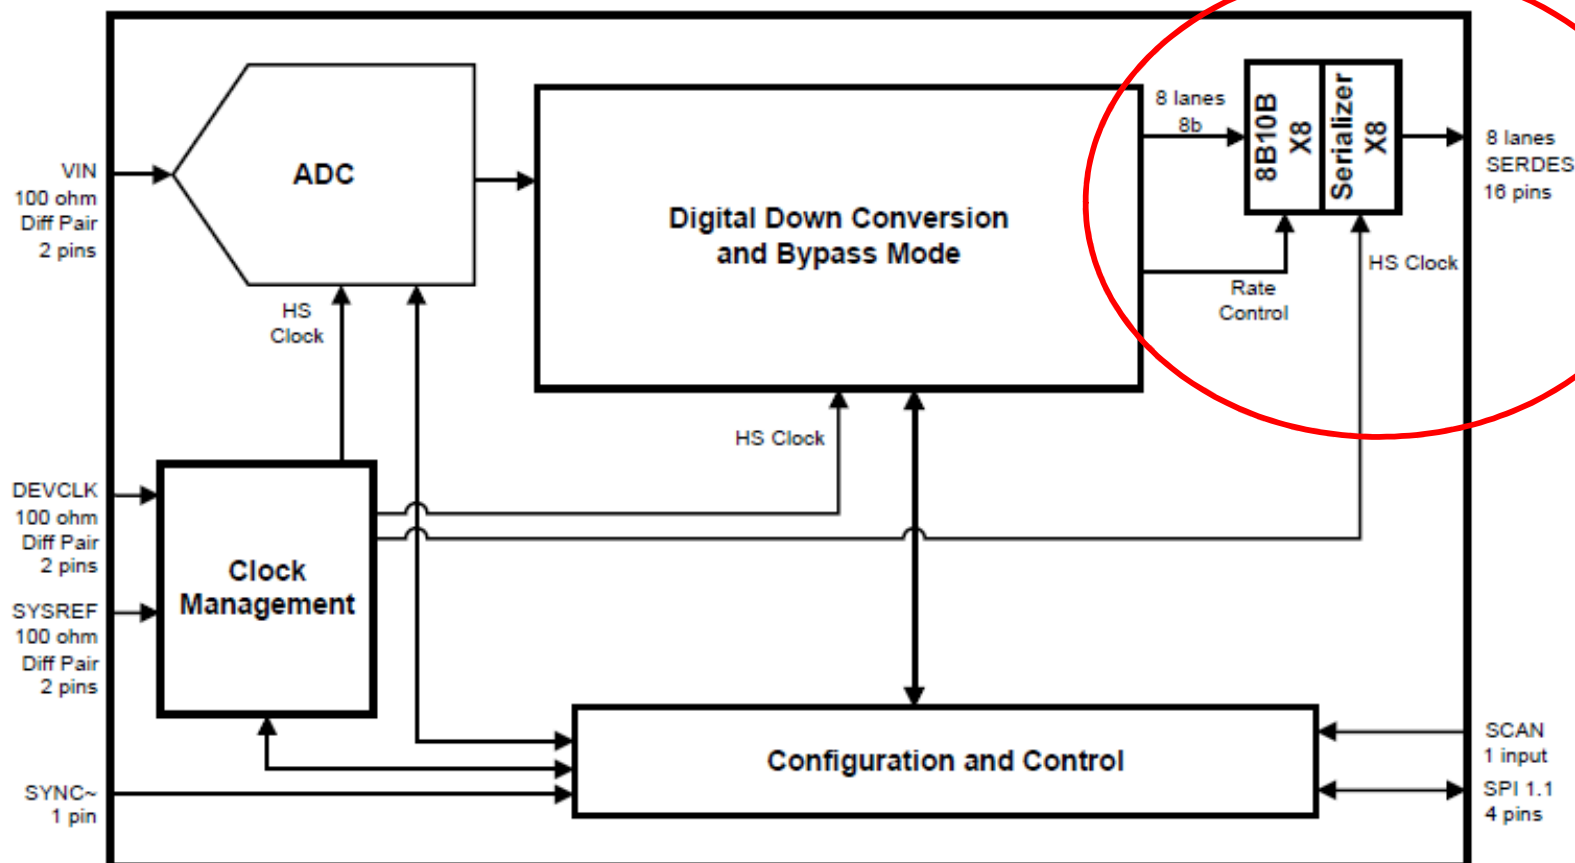 VIN
100 ohm
Diff Pair
2 pins
ADC
HS
Clock
Digital Down Conversion
and Bypass Mode
8 lanes
8b
8B10B
X8
Serializer
X8
8 lanes
SERDES
16 pins
Rate
Control
HS Clock
HS Clock
DEVCLK
100 ohm
Diff Pair
2 pins
SYSREF
100 ohm
Diff Pair
2 pins
Clock
Management
SYNC~
1 pin
Configuration and Control
SCAN
1 input
SPI 1.1
4 pins